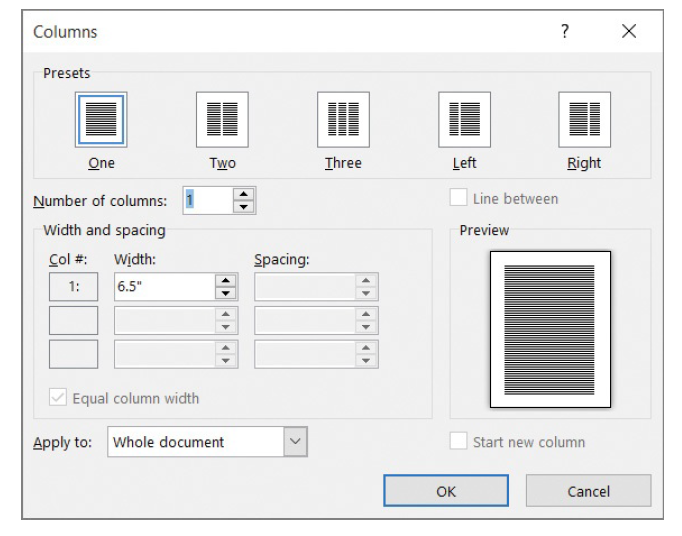 Columns ?
Presets
One Two Three Left Right
Number of columns: 1 Line between
Width and spacing Preview
Col #: Width: Spacing:
1: 6.5"
Equal column width
Apply to: Whole document Start new column
OK Cancel